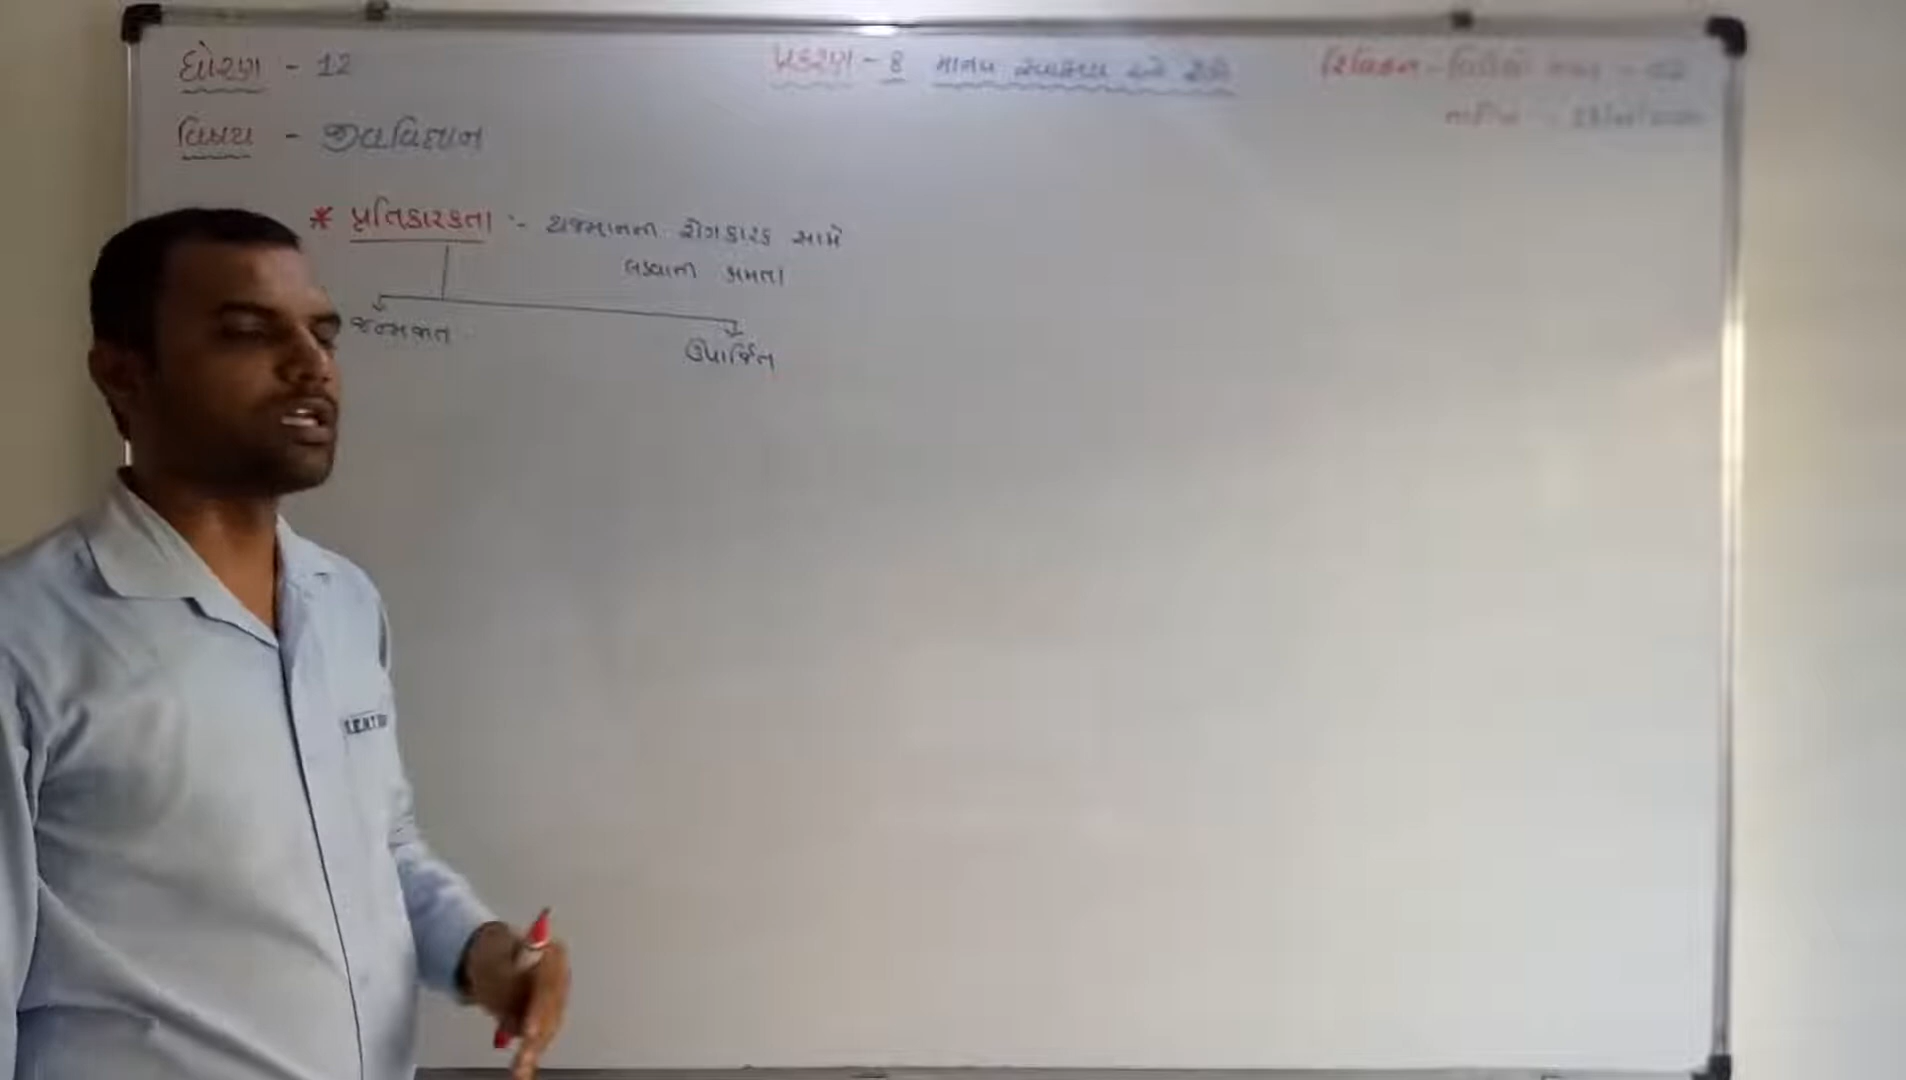 ધોરણ - 12
પ્રકરણ - 8 માનવ સ્વાસ્થ્ય અને રોગો
શિક્ષક -
વિષય - જીવવિજ્ઞાન
તારીખ
* પ્રતિકારકતા :- યજમાનની રોગકારક સામે
લડવાની ક્ષમતા
જન્મજાત
ઉપાર્જિત